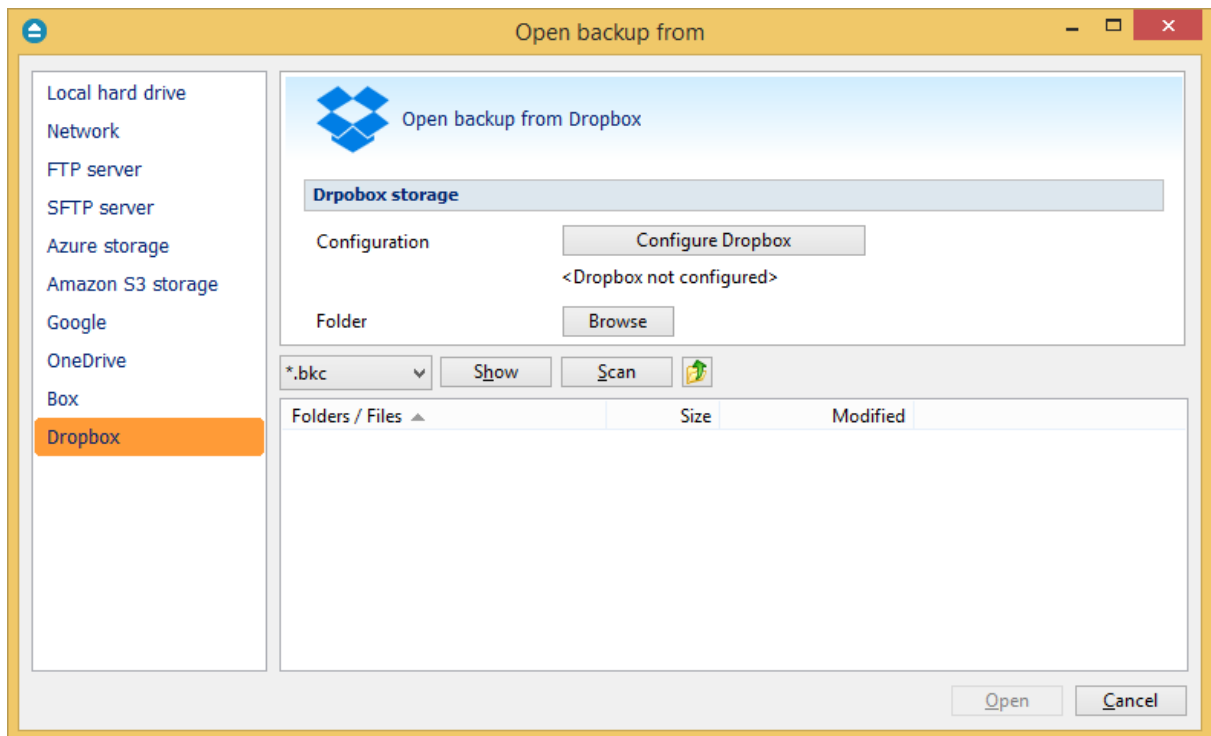 Open backup from
Local hard drive
Network
FTP server
SFTP server
Azure storage
Amazon S3 storage
Google
OneDrive
Box
Dropbox
Open backup from Dropbox
Drpobox storage
Configuration Configure Dropbox
<Dropbox not configured>
Folder Browse
*.bkc Show Scan
Folders / Files Size Modified
Open Cancel